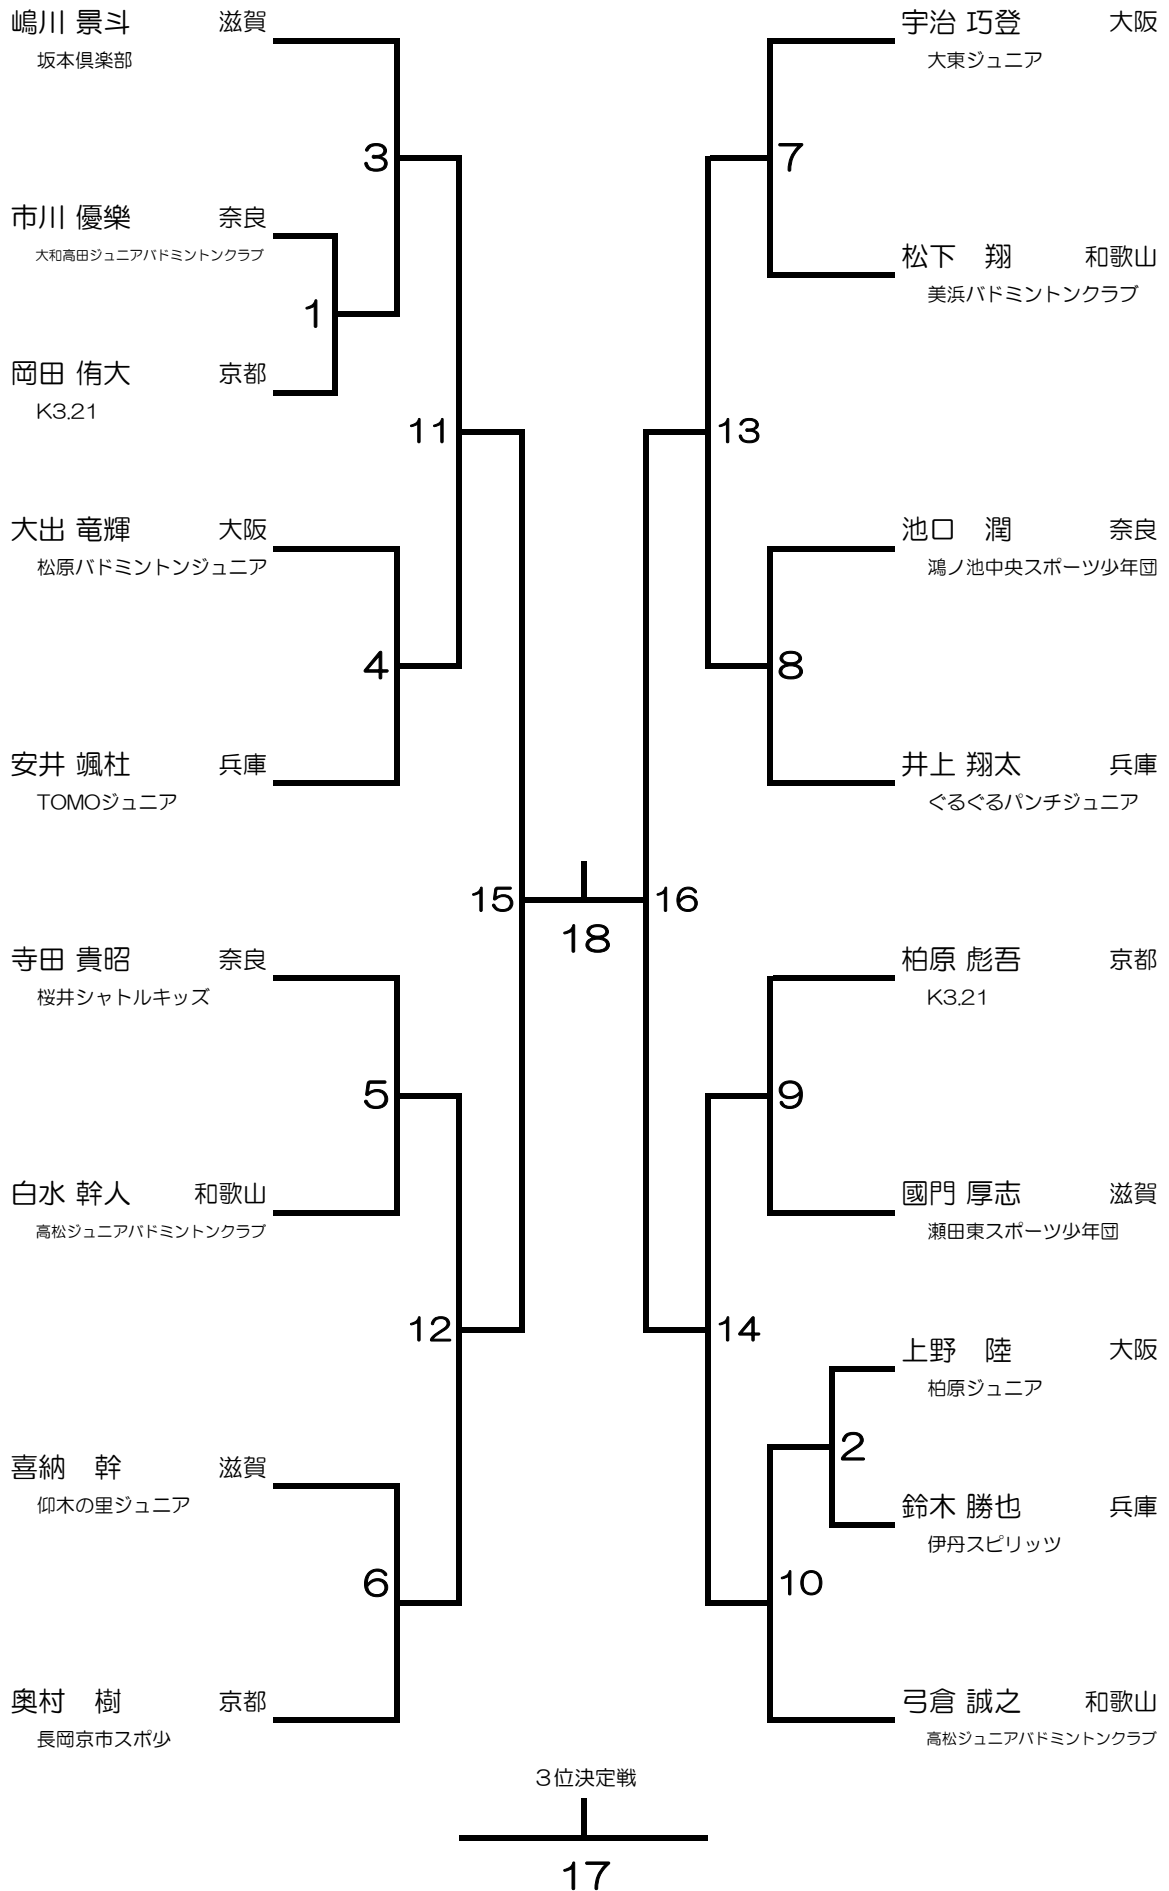 嶋川 景斗 滋賀
坂本倶楽部
3
市川 優樂 奈良
大和高田ジュニアバドミントンクラブ
1
岡田 侑大 京都
K3.21
11
大出 竜輝 大阪
松原バドミントンジュニア
4
安井 颯杜 兵庫
TOMOジュニア
15
寺田 貴昭 奈良
桜井シャトルキッズ
5
白水 幹人 和歌山
高松ジュニアバドミントンクラブ
12
喜納 幹 滋賀
仰木の里ジュニア
6
奥村 樹 京都
長岡京市スポ少
宇治 巧登 大阪
大東ジュニア
7
松下 翔 和歌山
美浜バドミントンクラブ
13
池口 潤 奈良
鴻ノ池中央スポーツ少年団
8
井上 翔太 兵庫
ぐるぐるパンチジュニア
16
18
柏原 彪吾 京都
K3.21
9
國門 厚志 滋賀
瀬田東スポーツ少年団
14
上野 陸 大阪
柏原ジュニア
2
鈴木 勝也 兵庫
伊丹スピリッツ
10
弓倉 誠之 和歌山
高松ジュニアバドミントンクラブ
3位決定戦
17